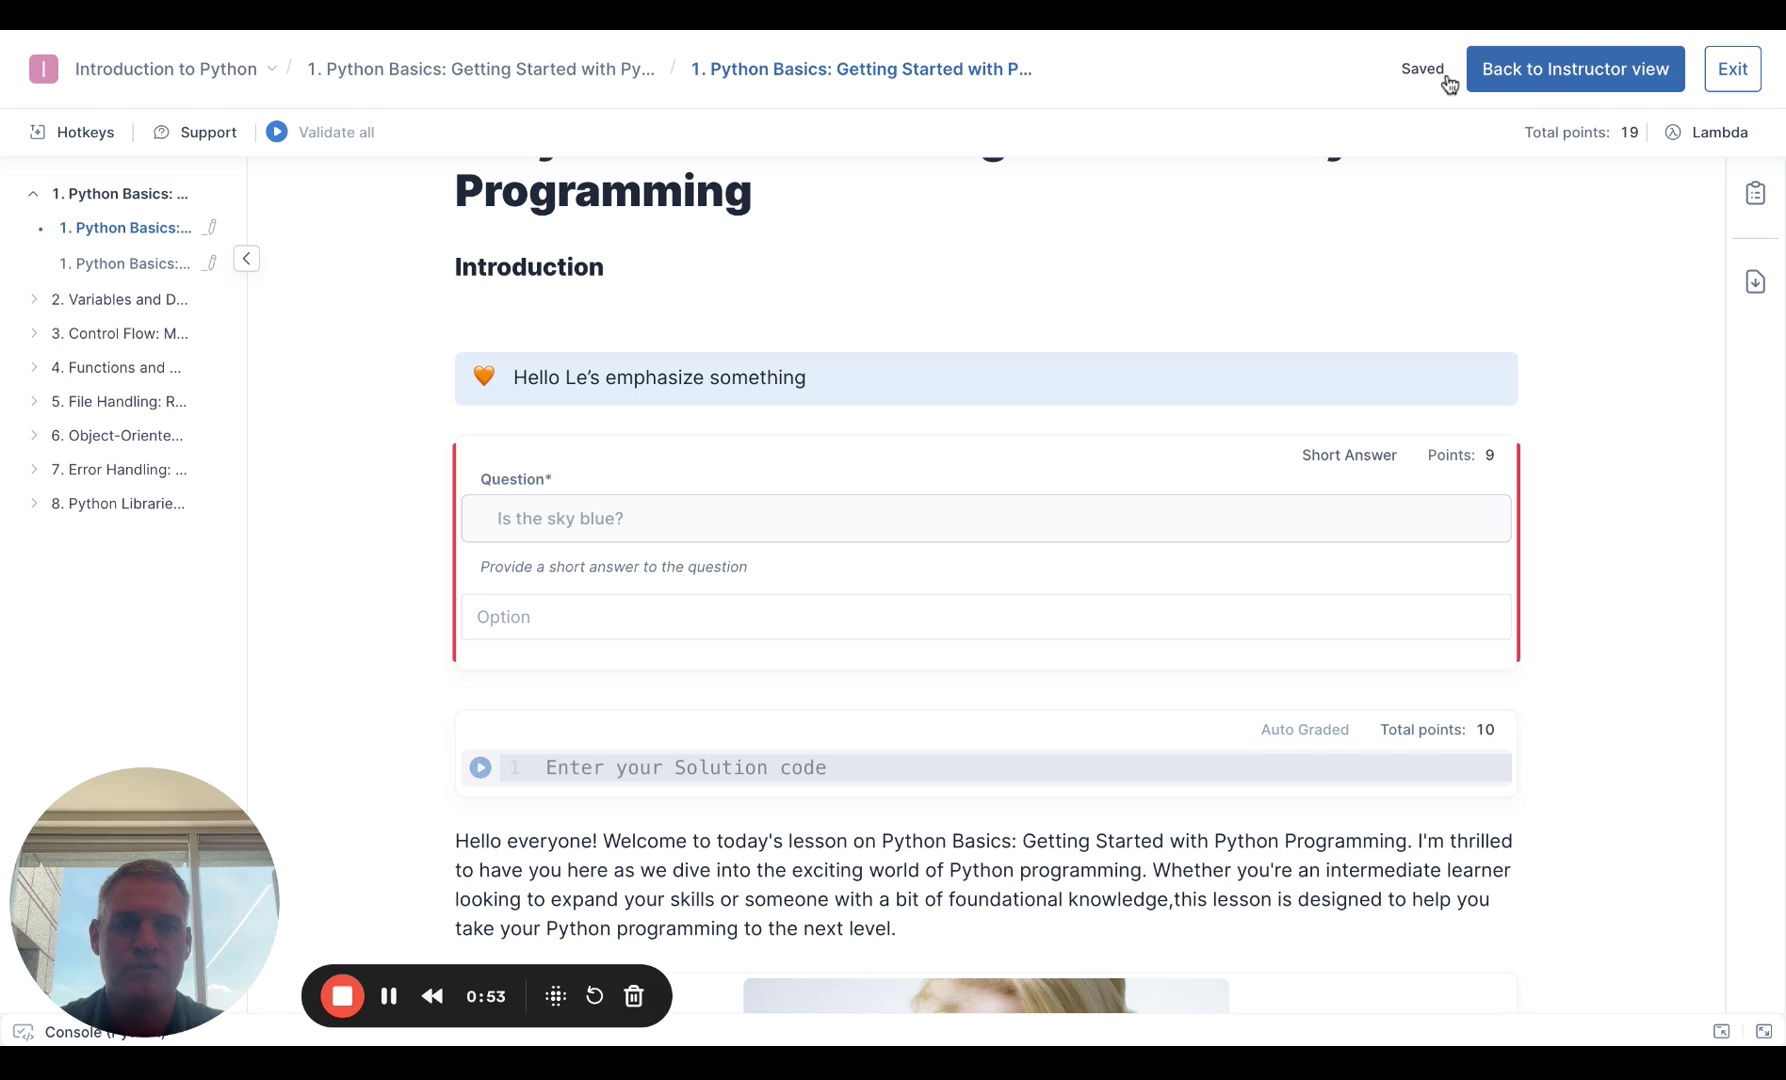 I Introduction to Python / 1. Python Basics: Getting Started with Py... / 1. Python Basics: Getting Started with P... Saved Back to Instructor view Exit
Hotkeys Support Validate all Total points: 19 Lambda
1. Python Basics: ...
1. Python Basics:...
1. Python Basics:...
2. Variables and D...
3. Control Flow: M...
4. Functions and ...
5. File Handling: R...
6. Object-Oriente...
7. Error Handling: ...
8. Python Librarie...
Programming
Introduction
🧡 Hello Le's emphasize something
Short Answer Points: 9
Question*
Is the sky blue?
Provide a short answer to the question
Option
Auto Graded Total points: 10
1 Enter your Solution code
Hello everyone! Welcome to today's lesson on Python Basics: Getting Started with Python Programming. I'm thrilled
to have you here as we dive into the exciting world of Python programming. Whether you're an intermediate learner
looking to expand your skills or someone with a bit of foundational knowledge,this lesson is designed to help you
take your Python programming to the next level.
0:53
Console